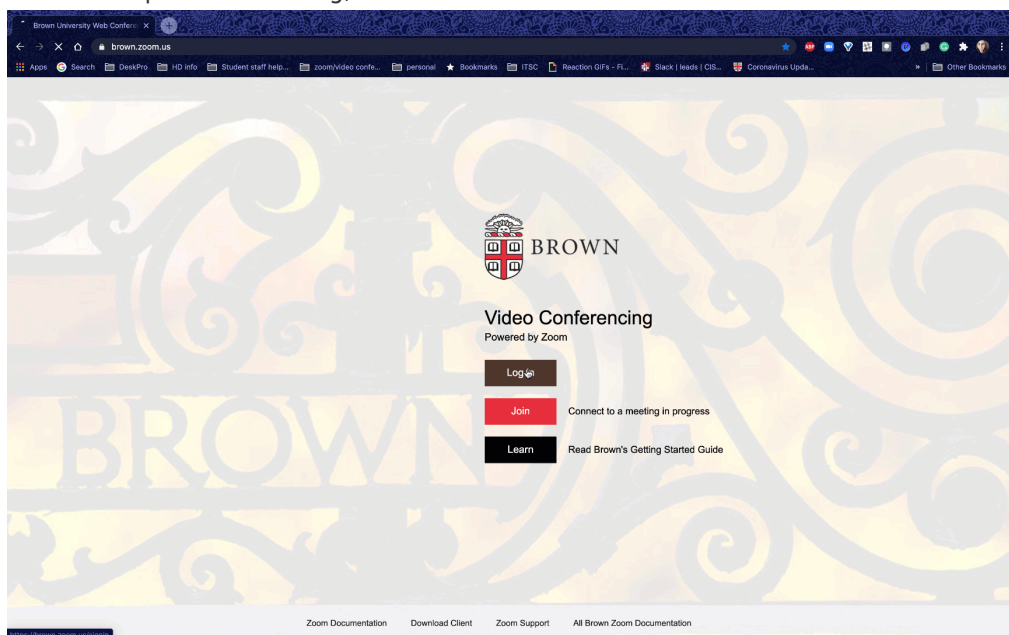 Brown University Web Confere
brown.zoom.us
ABP
Apps Search DeskPro HD info Student staff help... zoom/video confe... personal Bookmarks ITSC Reaction GIFs - Fi... Slack | leads | CIS... Coronavirus Upda... » Other Bookmarks
BROWN
Video Conferencing
Powered by Zoom
Log in
Join Connect to a meeting in progress
Learn Read Brown's Getting Started Guide
BROWN
Zoom Documentation Download Client Zoom Support All Brown Zoom Documentation